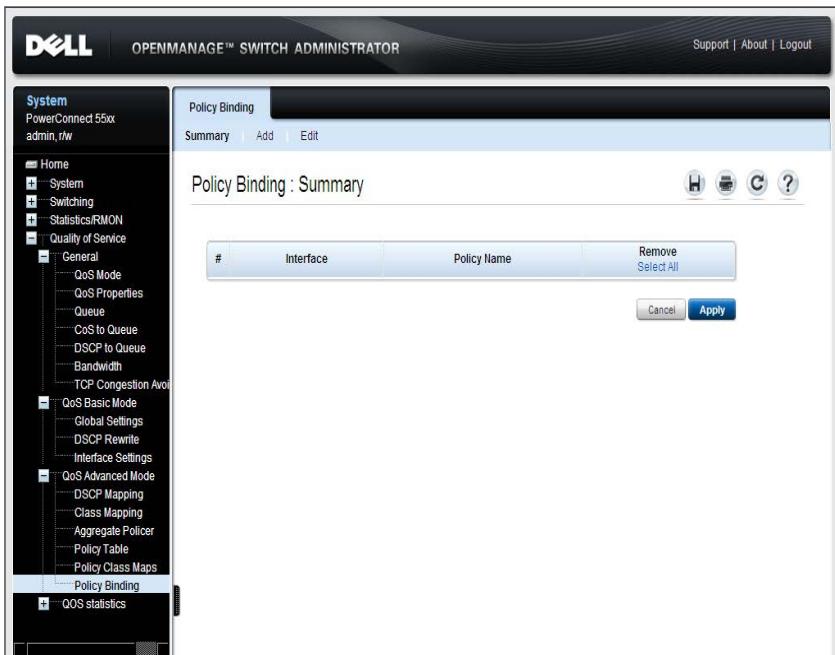 DELL OPENMANAGE™ SWITCH ADMINISTRATOR Support | About | Logout
System
PowerConnect 55xx
admin, r/w
Home
System
Switching
Statistics/RMON
Quality of Service
General
QoS Mode
QoS Properties
Queue
CoS to Queue
DSCP to Queue
Bandwidth
TCP Congestion Avoi
QoS Basic Mode
Global Settings
DSCP Rewrite
Interface Settings
QoS Advanced Mode
DSCP Mapping
Class Mapping
Aggregate Policer
Policy Table
Policy Class Maps
Policy Binding
QOS statistics
Policy Binding
Summary Add Edit
Policy Binding : Summary
# Interface Policy Name Remove
Select All
Cancel Apply